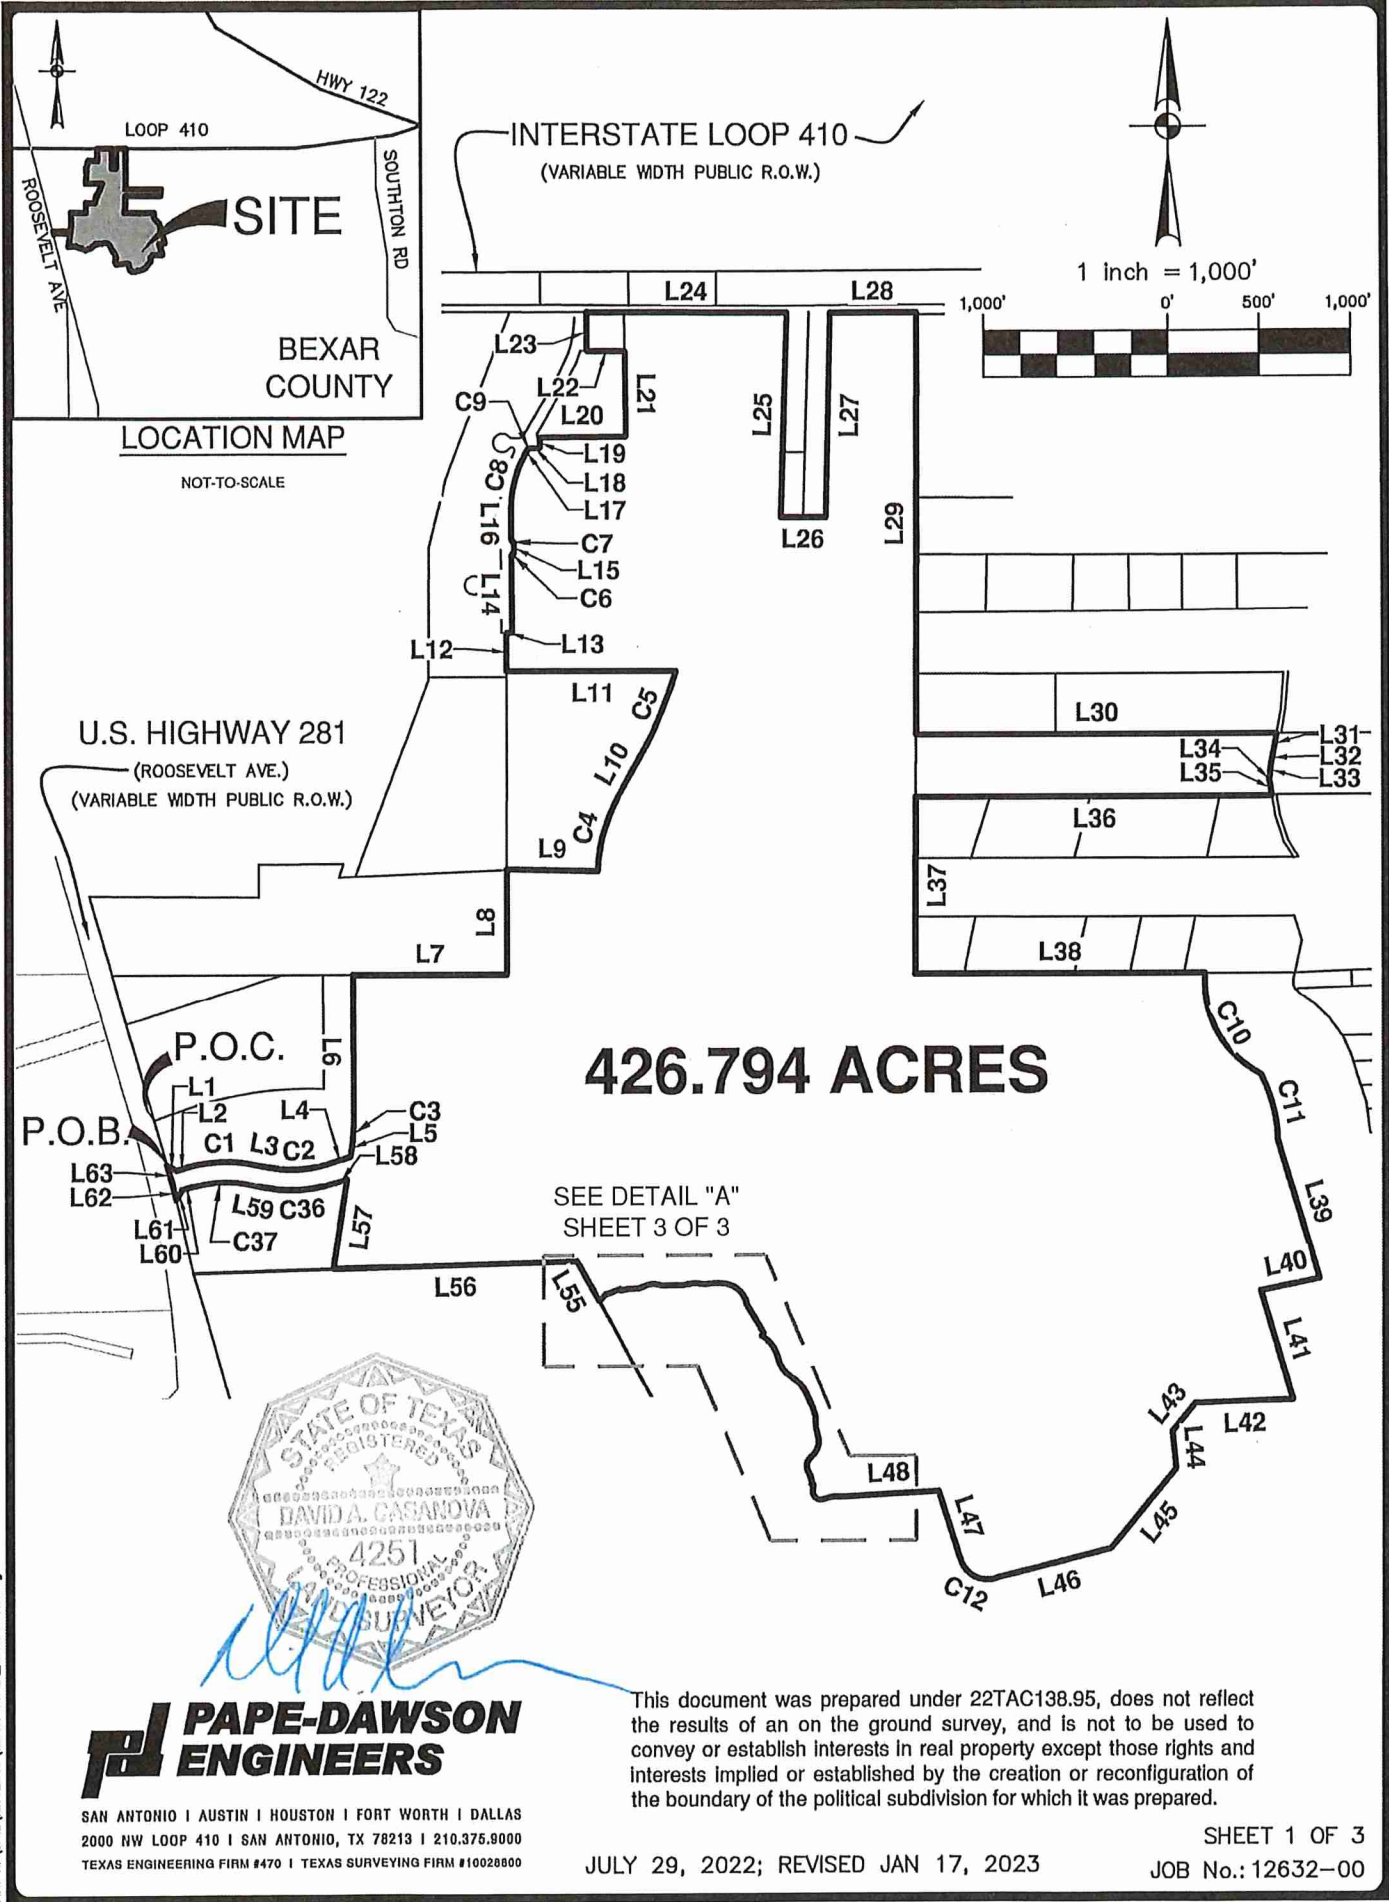 HWY 122
LOOP 410
ROOSEVELT AVE
SOUTHTON RD
SITE
BEXAR
COUNTY
LOCATION MAP
NOT-TO-SCALE
INTERSTATE LOOP 410
(VARIABLE WIDTH PUBLIC R.O.W.)
1 inch = 1,000'
1,000' 0' 500' 1,000'
L24 L28
L23
L22
L21
C9
L20
L25
L27
L19
C8
L18
L17
L16
L29
L26
C7
L15
L14
C6
L13
L12
L11
C5
L30
L31
L34
L32
L35
L33
U.S. HIGHWAY 281
(ROOSEVELT AVE.)
(VARIABLE WIDTH PUBLIC R.O.W.)
L10
C4
L36
L9
L37
L8
L7
L38
C10
P.O.C.
L6
426.794 ACRES
L1
L2
L4
C3
C11
P.O.B.
C1 L3 C2
L5
L58
L63
L62
L59 C36
L61
L57
C37
L60
L39
SEE DETAIL "A"
SHEET 3 OF 3
L40
L55
L56
L41
L43
L42
L44
L48
L47
L45
C12
L46
STATE OF TEXAS
REGISTERED
DAVID A. CASANOVA
4251
PROFESSIONAL
LAND SURVEYOR
PAPE-DAWSON
ENGINEERS
SAN ANTONIO I AUSTIN I HOUSTON I FORT WORTH I DALLAS
2000 NW LOOP 410 I SAN ANTONIO, TX 78213 I 210.375.9000
TEXAS ENGINEERING FIRM #470 I TEXAS SURVEYING FIRM #10028800
This document was prepared under 22TAC138.95, does not reflect
the results of an on the ground survey, and is not to be used to
convey or establish interests in real property except those rights and
interests implied or established by the creation or reconfiguration of
the boundary of the political subdivision for which it was prepared.
JULY 29, 2022; REVISED JAN 17, 2023
SHEET 1 OF 3
JOB No.: 12632-00